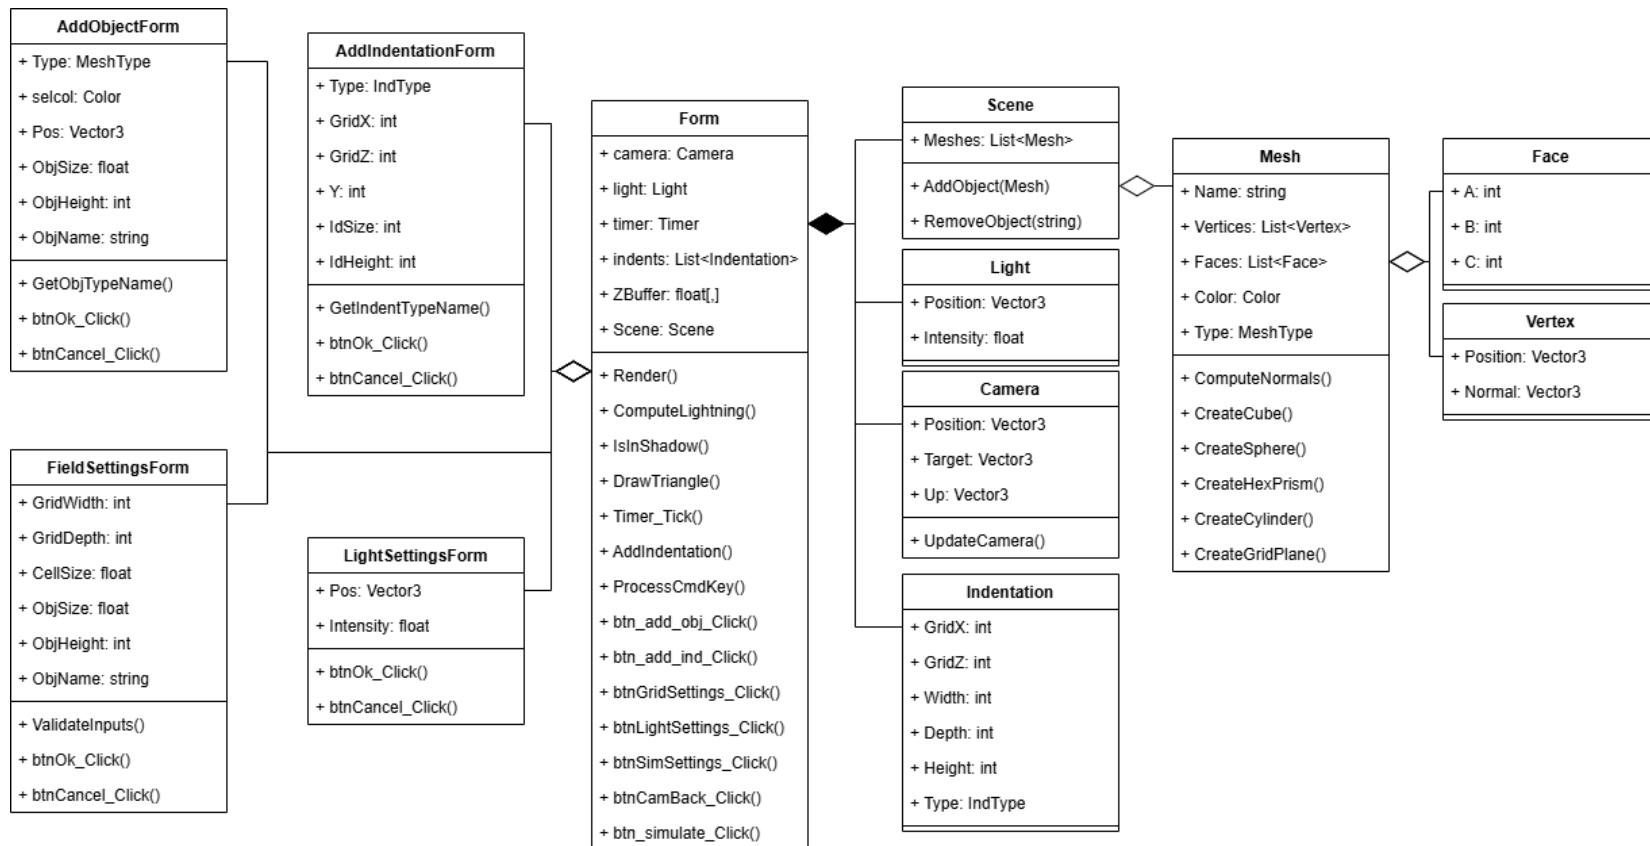 AddObjectForm
+ Type: MeshType
+ selcol: Color
+ Pos: Vector3
+ ObjSize: float
+ ObjHeight: int
+ ObjName: string
+ GetObjTypeName()
+ btnOk_Click()
+ btnCancel_Click()
FieldSettingsForm
+ GridWidth: int
+ GridDepth: int
+ CellSize: float
+ ObjSize: float
+ ObjHeight: int
+ ObjName: string
+ ValidateInputs()
+ btnOk_Click()
+ btnCancel_Click()
AddIndentationForm
+ Type: IndType
+ GridX: int
+ GridZ: int
+ Y: int
+ IdSize: int
+ IdHeight: int
+ GetIndentTypeName()
+ btnOk_Click()
+ btnCancel_Click()
LightSettingsForm
+ Pos: Vector3
+ Intensity: float
+ btnOk_Click()
+ btnCancel_Click()
Form
+ camera: Camera
+ light: Light
+ timer: Timer
+ indents: List<Indentation>
+ ZBuffer: float[,]
+ Scene: Scene
+ Render()
+ ComputeLightning()
+ IsInShadow()
+ DrawTriangle()
+ Timer_Tick()
+ AddIndentation()
+ ProcessCmdKey()
+ btn_add_obj_Click()
+ btn_add_ind_Click()
+ btnGridSettings_Click()
+ btnLightSettings_Click()
+ btnSimSettings_Click()
+ btnCamBack_Click()
+ btn_simulate_Click()
Scene
+ Meshes: List<Mesh>
+ AddObject(Mesh)
+ RemoveObject(string)
Light
+ Position: Vector3
+ Intensity: float
Camera
+ Position: Vector3
+ Target: Vector3
+ Up: Vector3
+ UpdateCamera()
Indentation
+ GridX: int
+ GridZ: int
+ Width: int
+ Depth: int
+ Height: int
+ Type: IndType
Mesh
+ Name: string
+ Vertices: List<Vertex>
+ Faces: List<Face>
+ Color: Color
+ Type: MeshType
+ ComputeNormals()
+ CreateCube()
+ CreateSphere()
+ CreateHexPrism()
+ CreateCylinder()
+ CreateGridPlane()
Face
+ A: int
+ B: int
+ C: int
Vertex
+ Position: Vector3
+ Normal: Vector3